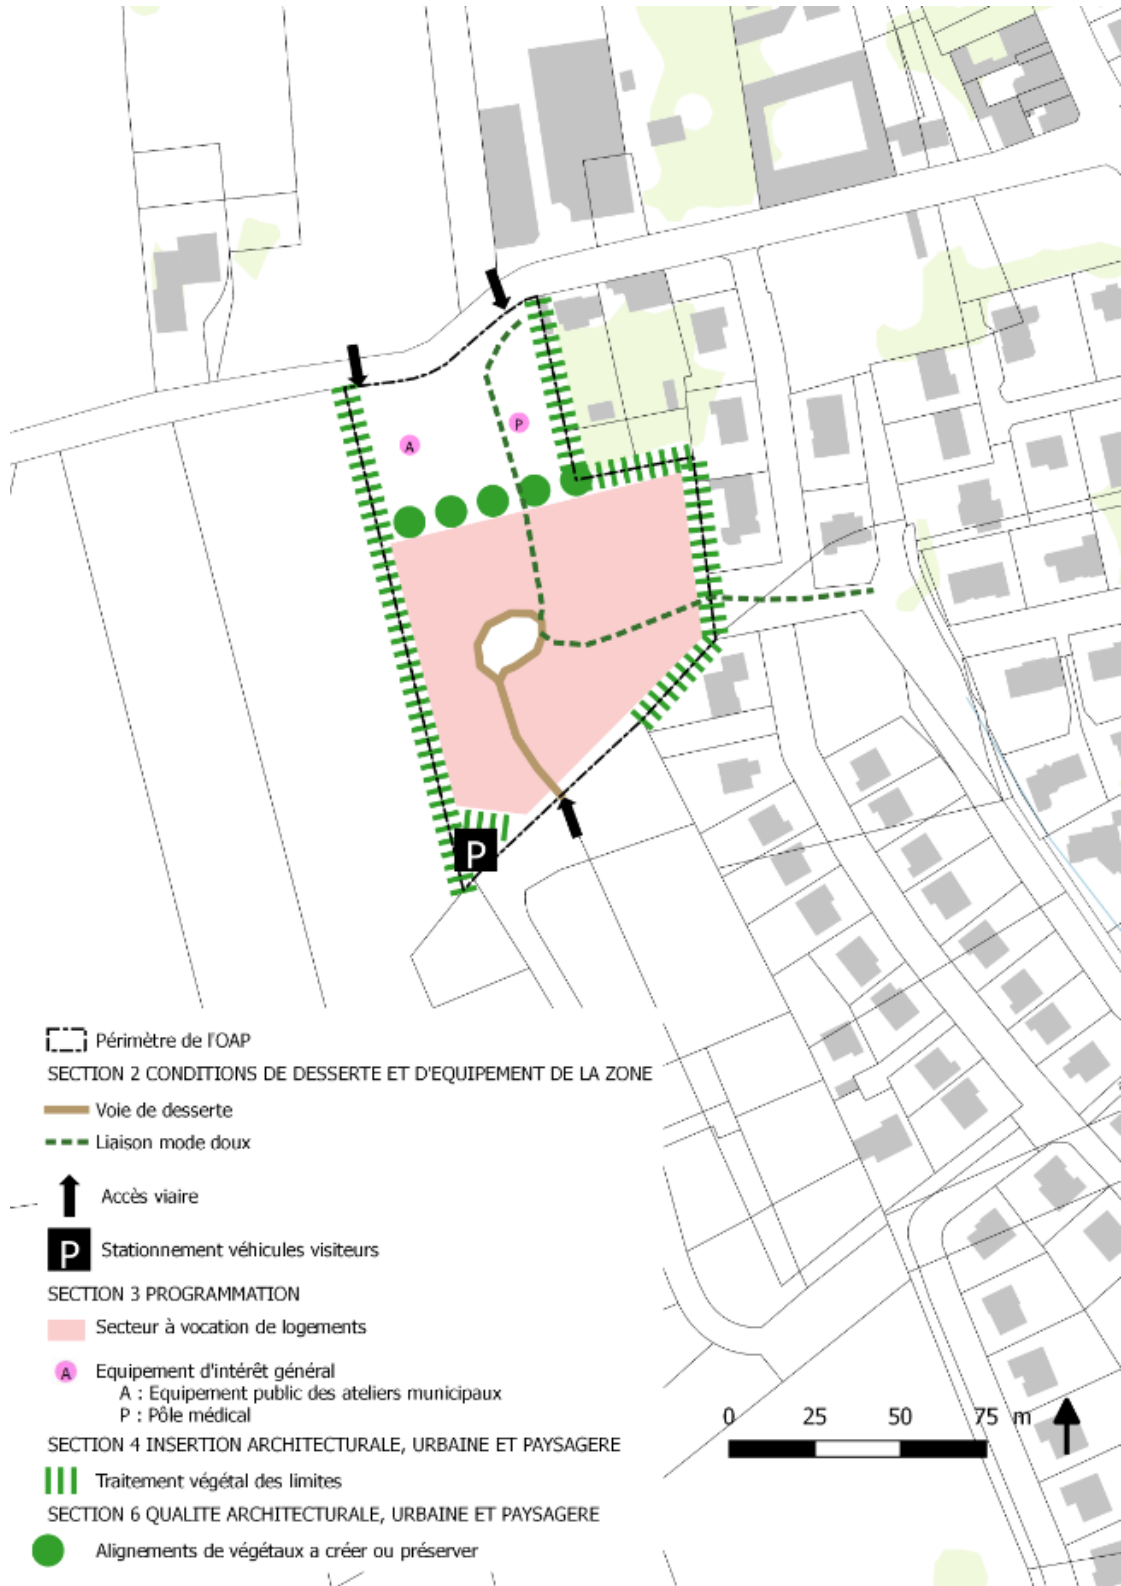 A
P
P
Périmètre de l'OAP
SECTION 2 CONDITIONS DE DESSERTE ET D'EQUIPEMENT DE LA ZONE
Voie de desserte
Liaison mode doux
Accès viaire
P Stationnement véhicules visiteurs
SECTION 3 PROGRAMMATION
Secteur à vocation de logements
A Equipement d'intérêt général
A : Equipement public des ateliers municipaux
P : Pôle médical
0 25 50 75 m
SECTION 4 INSERTION ARCHITECTURALE, URBAINE ET PAYSAGERE
Traitement végétal des limites
SECTION 6 QUALITE ARCHITECTURALE, URBAINE ET PAYSAGERE
Alignements de végétaux a créer ou préserver